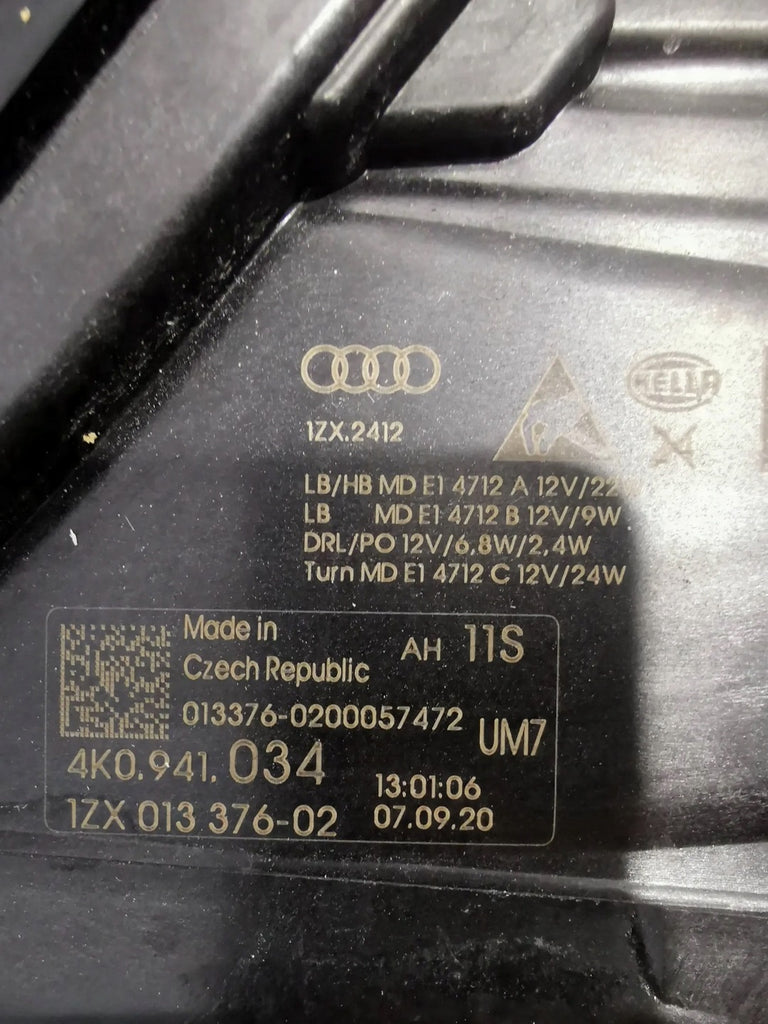 1ZX.2412
HELLA
LB/HB MD E1 4712 A 12V/22W
LB MD E1 4712 B 12V/9W
DRL/PO 12V/6,8W/2,4W
Turn MD E1 4712 C 12V/24W
Made in
Czech Republic
AH 11S
013376-0200057472
UM7
4K0.941.034
13:01:06
1ZX 013 376-02
07.09.20